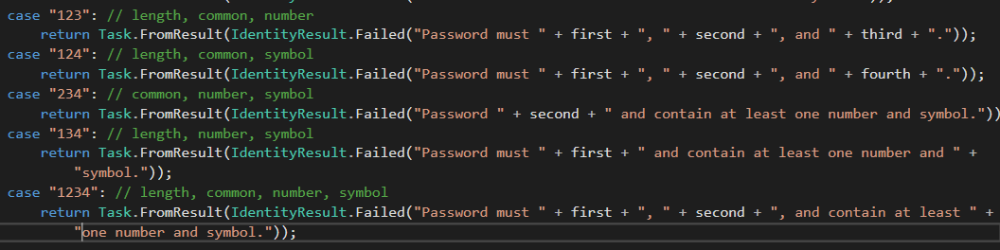 case "123": // length, common, number
return Task.FromResult(IdentityResult.Failed("Password must " + first + ", " + second + ", and " + third + "."));
case "124": // length, common, symbol
return Task.FromResult(IdentityResult.Failed("Password must " + first + ", " + second + ", and " + fourth + "."));
case "234": // common, number, symbol
return Task.FromResult(IdentityResult.Failed("Password " + second + " and contain at least one number and symbol."))
case "134": // length, number, symbol
return Task.FromResult(IdentityResult.Failed("Password must " + first + " and contain at least one number and " +
"symbol."));
case "1234": // length, common, number, symbol
return Task.FromResult(IdentityResult.Failed("Password must " + first + ", " + second + ", and contain at least " +
"one number and symbol."));